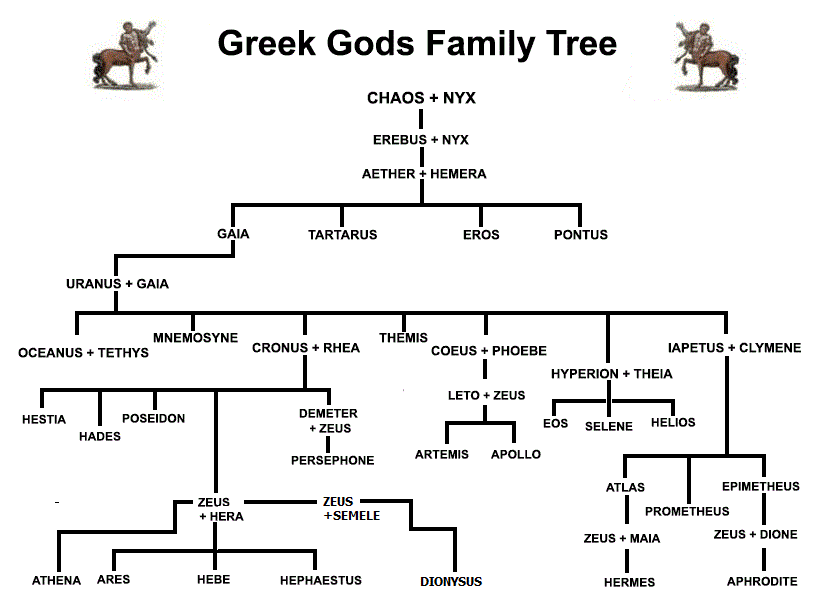 Greek Gods Family Tree
CHAOS + NYX
EREBUS + NYX
AETHER + HEMERA
GAIA
TARTARUS
EROS
PONTUS
URANUS + GAIA
OCEANUS + TETHYS
MNEMOSYNE
CRONUS + RHEA
THEMIS
COEUS + PHOEBE
HYPERION + THEIA
IAPETUS + CLYMENE
HESTIA
HADES
POSEIDON
DEMETER
+ ZEUS
PERSEPHONE
LETO + ZEUS
ARTEMIS
APOLLO
EOS
SELENE
HELIOS
ATLAS
PROMETHEUS
EPIMETHEUS
ZEUS
+ HERA
ZEUS
+SEMELE
ZEUS + MAIA
ZEUS + DIONE
ATHENA
ARES
HEBE
HEPHAESTUS
DIONYSUS
HERMES
APHRODITE